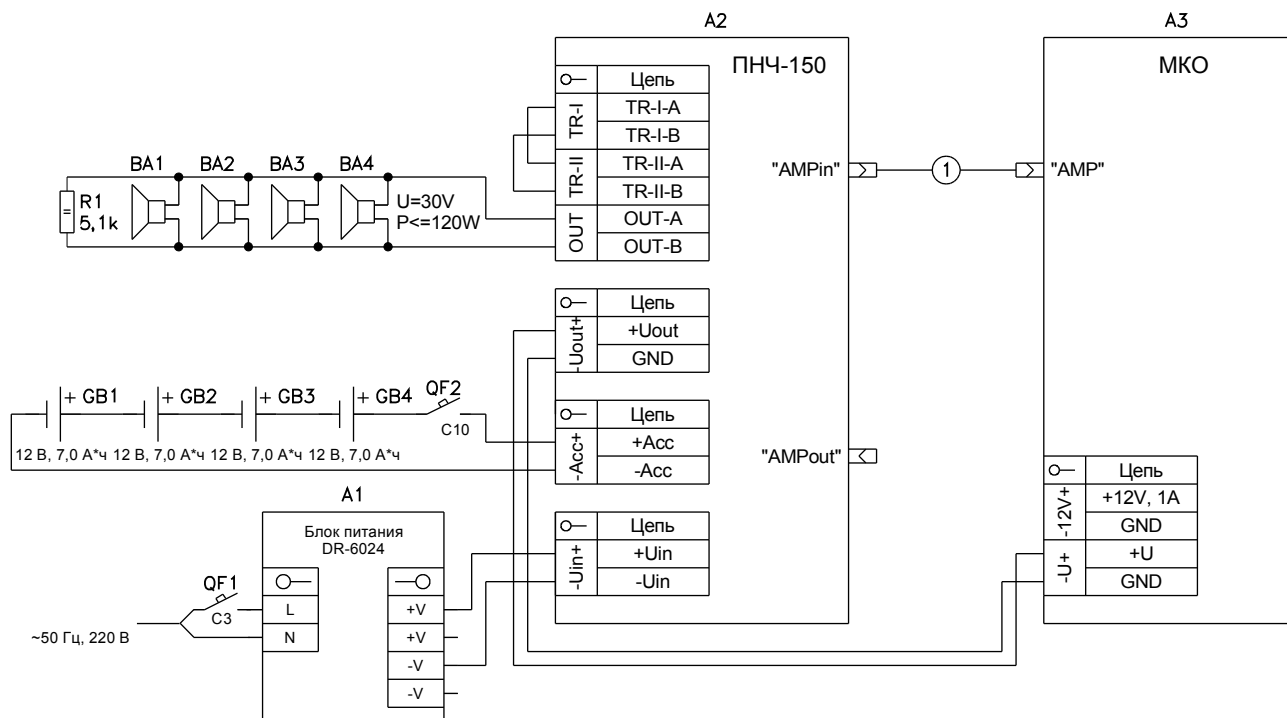 A2
A3
ПНЧ-150
МКО
Цепь
TR-I
TR-I-A
TR-I-B
TR-II
TR-II-A
TR-II-B
OUT
OUT-A
OUT-B
"AMPin"
1
"AMP"
BA1
BA2
BA3
BA4
R1
5,1k
U=30V
P<=120W
Цепь
-Uout+
+Uout
GND
+ GB1
+ GB2
+ GB3
+ GB4
QF2
C10
12 В, 7,0 А*ч
12 В, 7,0 А*ч
12 В, 7,0 А*ч
12 В, 7,0 А*ч
Цепь
-Acc+
+Acc
-Acc
"AMPout"
Цепь
-12V+
+12V, 1A
GND
-U+
+U
GND
A1
Блок питания
DR-6024
Цепь
-Uin+
+Uin
-Uin
QF1
C3
~50 Гц, 220 В
L
N
+V
+V
-V
-V